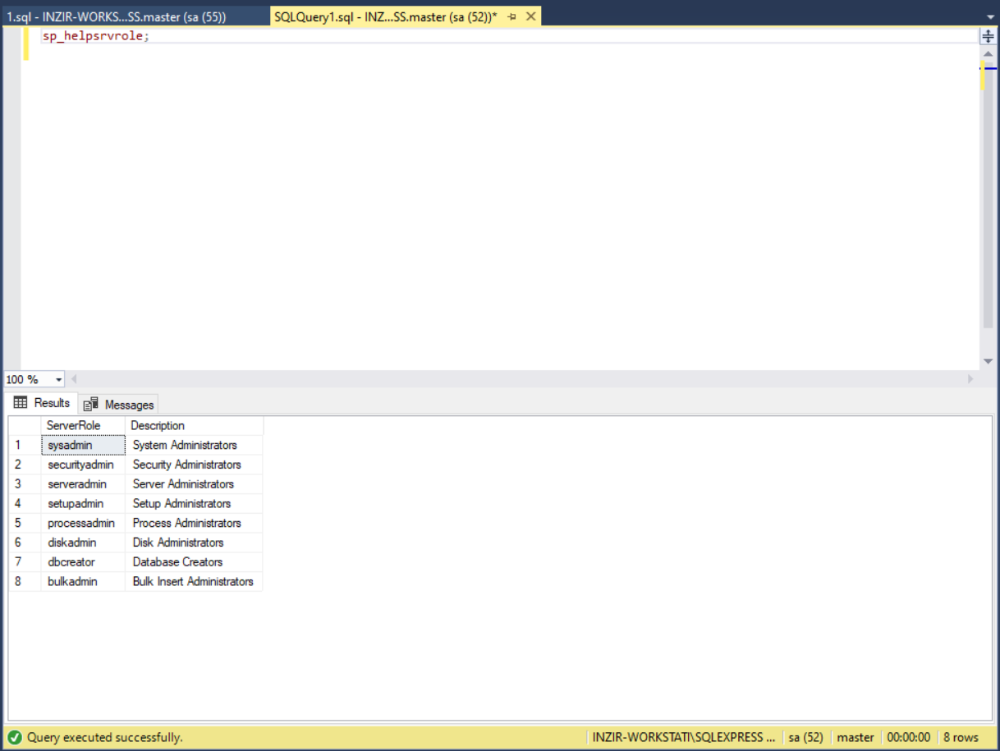 1.sql - INZIR-WORKS...SS.master (sa (55)) SQLQuery1.sql - INZ...SS.master (sa (52))*
sp_helpsrvrole;
100 %
Results Messages
ServerRole Description
1 sysadmin System Administrators
2 securityadmin Security Administrators
3 serveradmin Server Administrators
4 setupadmin Setup Administrators
5 processadmin Process Administrators
6 diskadmin Disk Administrators
7 dbcreator Database Creators
8 bulkadmin Bulk Insert Administrators
Query executed successfully. INZIR-WORKSTATI\SQLEXPRESS ... sa (52) master 00:00:00 8 rows